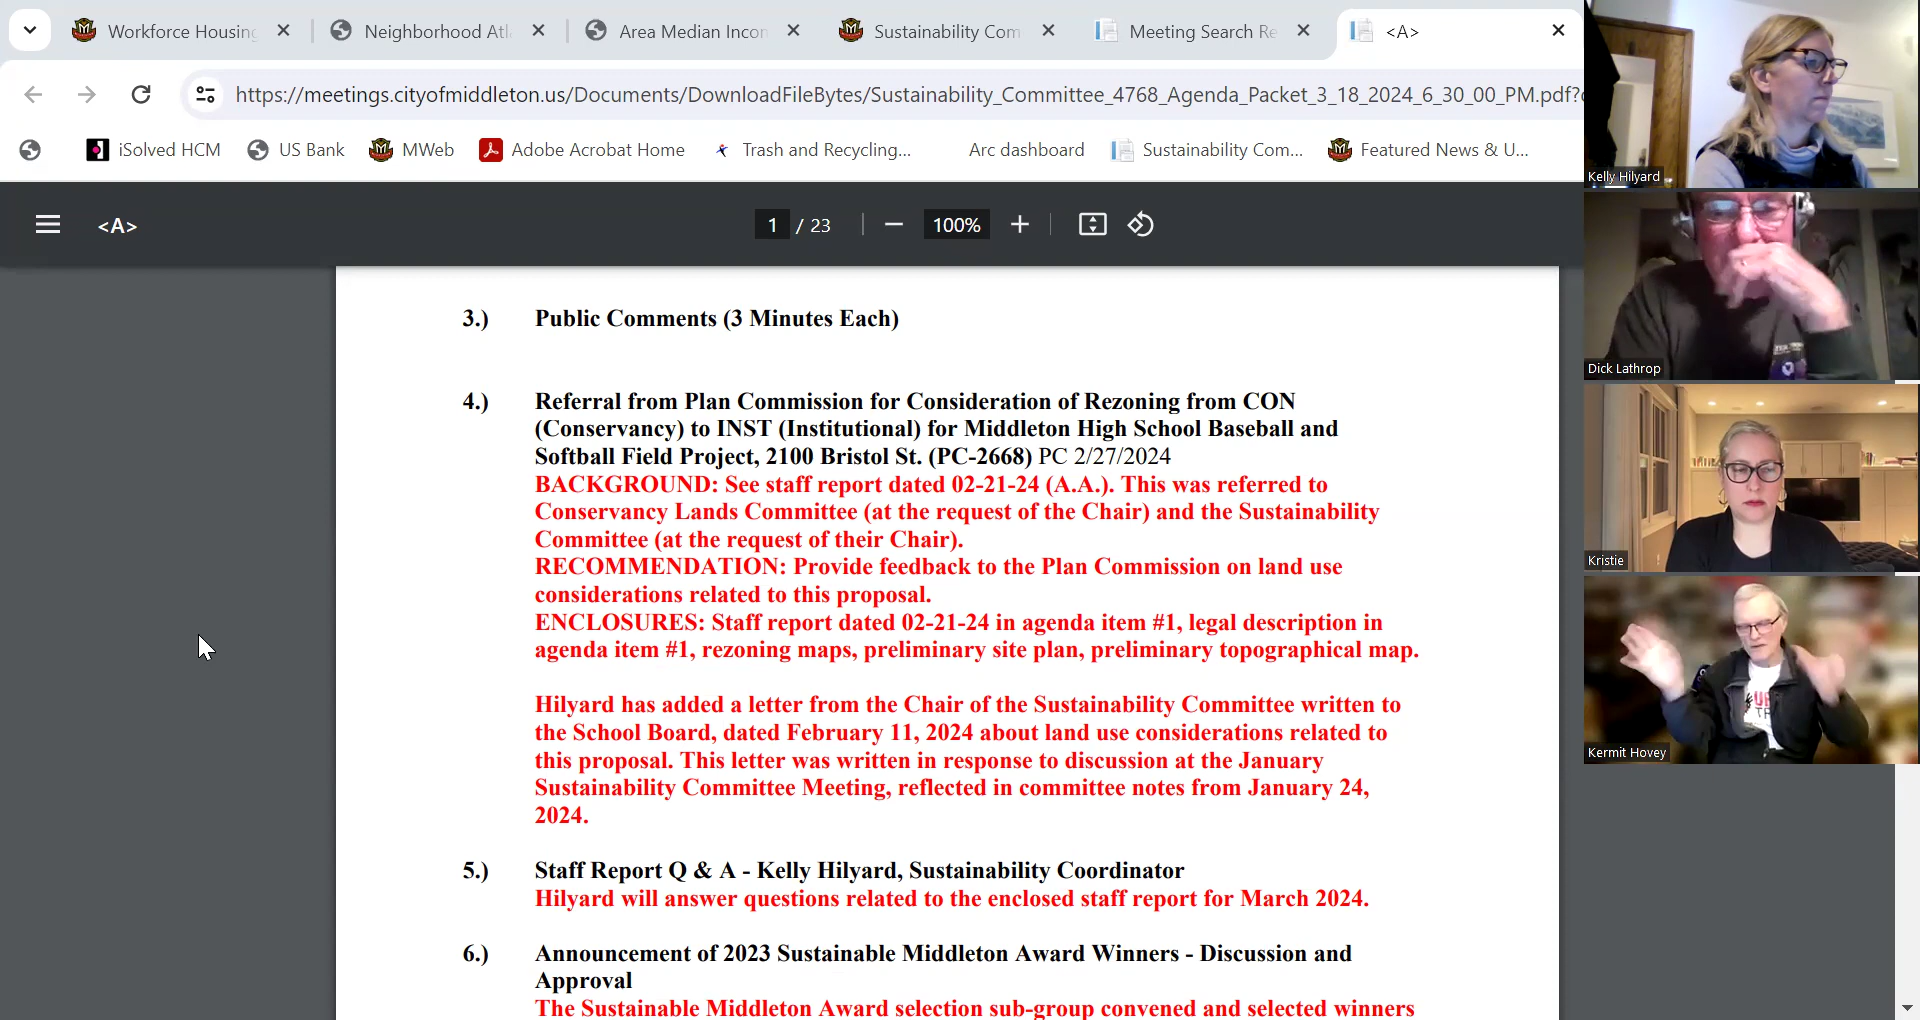 Workforce Housing
Neighborhood Atl
Area Median Incom
Sustainability Com
Meeting Search Re
<A>
https://meetings.cityofmiddleton.us/Documents/DownloadFileBytes/Sustainability_Committee_4768_Agenda_Packet_3_18_2024_6_30_00_PM.pdf?
iSolved HCM
US Bank
MWeb
Adobe Acrobat Home
Trash and Recycling...
Arc dashboard
Sustainability Com...
Featured News & U...
<A>
1 / 23
100%
3.) Public Comments (3 Minutes Each)
4.) Referral from Plan Commission for Consideration of Rezoning from CON
(Conservancy) to INST (Institutional) for Middleton High School Baseball and
Softball Field Project, 2100 Bristol St. (PC-2668) PC 2/27/2024
BACKGROUND: See staff report dated 02-21-24 (A.A.). This was referred to
Conservancy Lands Committee (at the request of the Chair) and the Sustainability
Committee (at the request of their Chair).
RECOMMENDATION: Provide feedback to the Plan Commission on land use
considerations related to this proposal.
ENCLOSURES: Staff report dated 02-21-24 in agenda item #1, legal description in
agenda item #1, rezoning maps, preliminary site plan, preliminary topographical map.
Hilyard has added a letter from the Chair of the Sustainability Committee written to
the School Board, dated February 11, 2024 about land use considerations related to
this proposal. This letter was written in response to discussion at the January
Sustainability Committee Meeting, reflected in committee notes from January 24,
2024.
5.) Staff Report Q & A - Kelly Hilyard, Sustainability Coordinator
Hilyard will answer questions related to the enclosed staff report for March 2024.
6.) Announcement of 2023 Sustainable Middleton Award Winners - Discussion and
Approval
The Sustainable Middleton Award selection sub-group convened and selected winners
Kelly Hilyard
Dick Lathrop
Kristie
Kermit Hovey